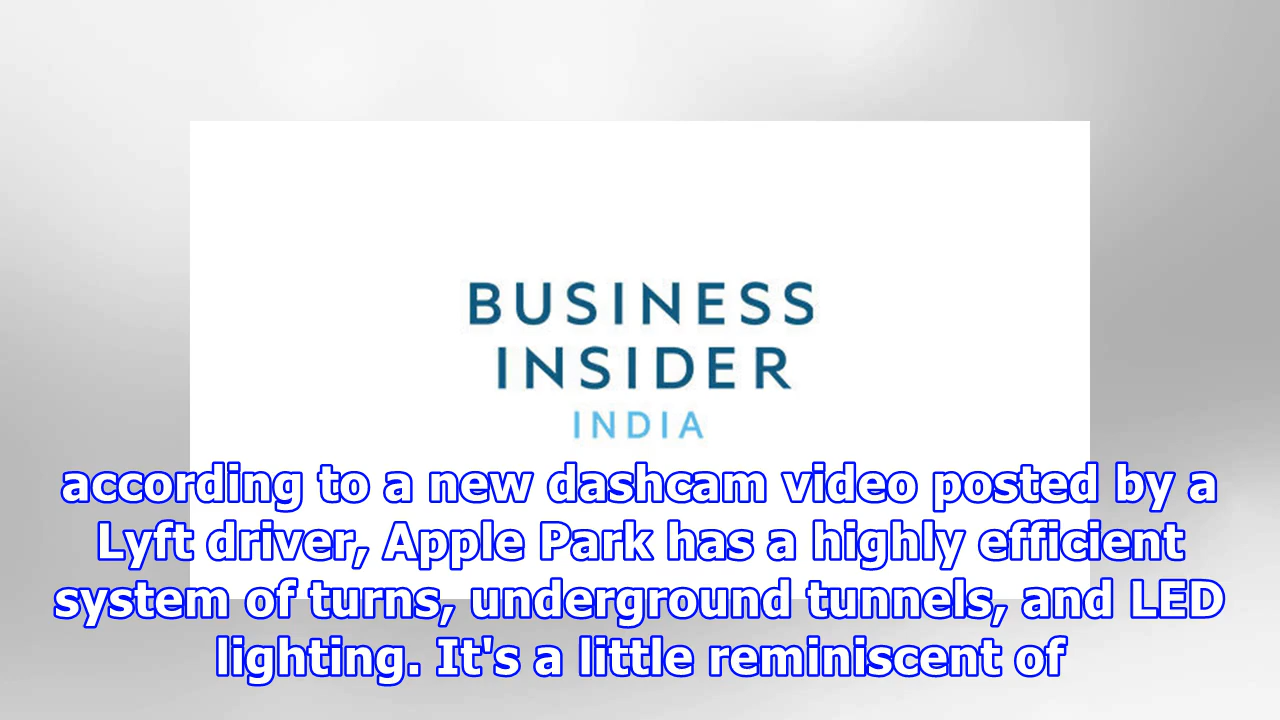 BUSINESS
INSIDER
INDIA
according to a new dashcam video posted by a
Lyft driver, Apple Park has a highly efficient
system of turns, underground tunnels, and LED
lighting. It's a little reminiscent of